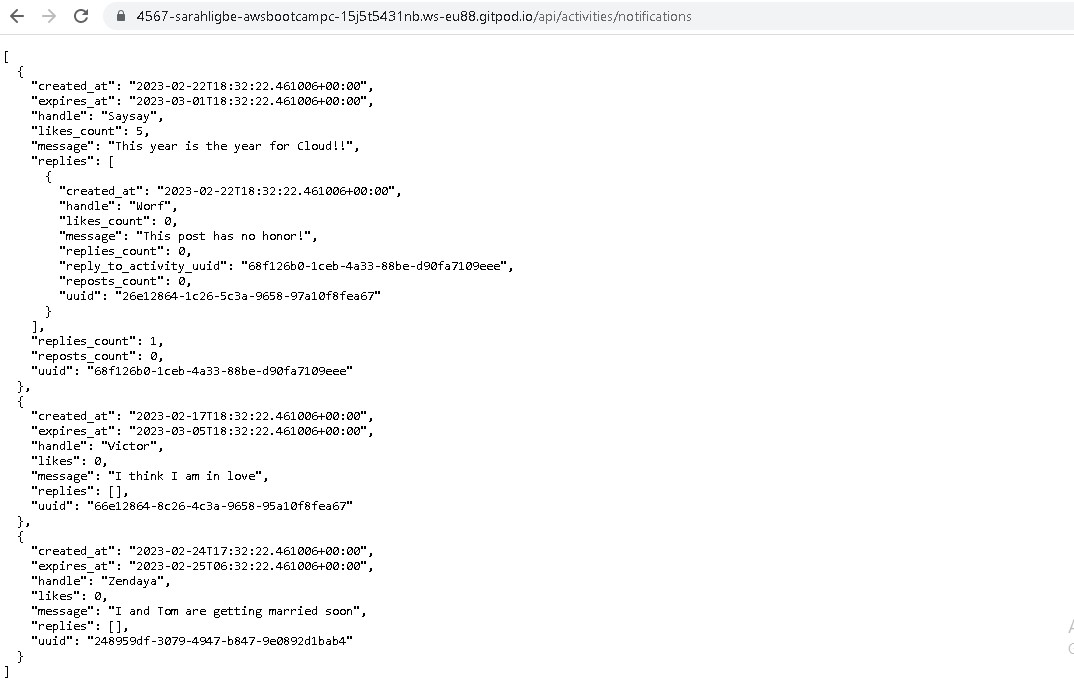 4567-sarahligbe-awsbootcampc-15j5t5431nb.ws-eu88.gitpod.io/api/activities/notifications
[
  {
    "created_at": "2023-02-22T18:32:22.461006+00:00",
    "expires_at": "2023-03-01T18:32:22.461006+00:00",
    "handle": "Saysay",
    "likes_count": 5,
    "message": "This year is the year for Cloud!!",
    "replies": [
      {
        "created_at": "2023-02-22T18:32:22.461006+00:00",
        "handle": "Worf",
        "likes_count": 0,
        "message": "This post has no honor!",
        "replies_count": 0,
        "reply_to_activity_uuid": "68f126b0-1ceb-4a33-88be-d90fa7109eee",
        "reposts_count": 0,
        "uuid": "26e12864-1c26-5c3a-9658-97a10f8fea67"
      }
    ],
    "replies_count": 1,
    "reposts_count": 0,
    "uuid": "68f126b0-1ceb-4a33-88be-d90fa7109eee"
  },
  {
    "created_at": "2023-02-17T18:32:22.461006+00:00",
    "expires_at": "2023-03-05T18:32:22.461006+00:00",
    "handle": "Victor",
    "likes": 0,
    "message": "I think I am in love",
    "replies": [],
    "uuid": "66e12864-8c26-4c3a-9658-95a10f8fea67"
  },
  {
    "created_at": "2023-02-24T17:32:22.461006+00:00",
    "expires_at": "2023-02-25T06:32:22.461006+00:00",
    "handle": "Zendaya",
    "likes": 0,
    "message": "I and Tom are getting married soon",
    "replies": [],
    "uuid": "248959df-3079-4947-b847-9e0892d1bab4"
  }
]